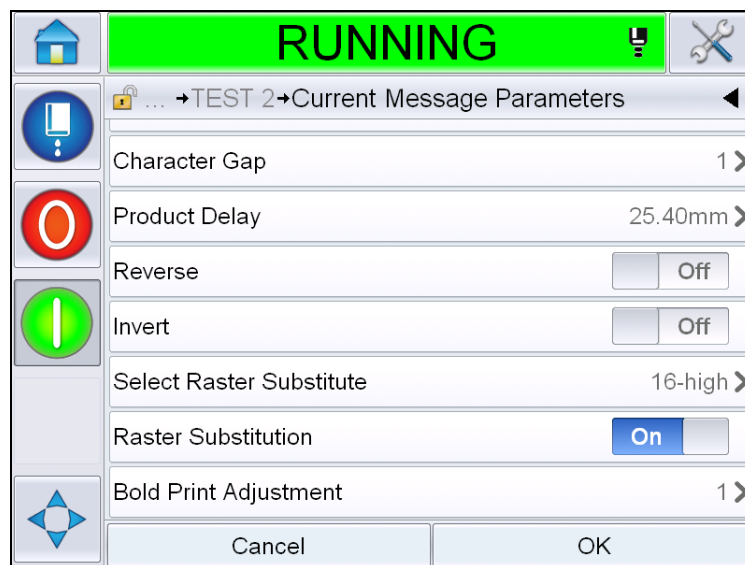 RUNNING
... →TEST 2→Current Message Parameters
Character Gap 1
Product Delay 25.40mm
Reverse Off
Invert Off
Select Raster Substitute 16-high
Raster Substitution On
Bold Print Adjustment 1
Cancel OK